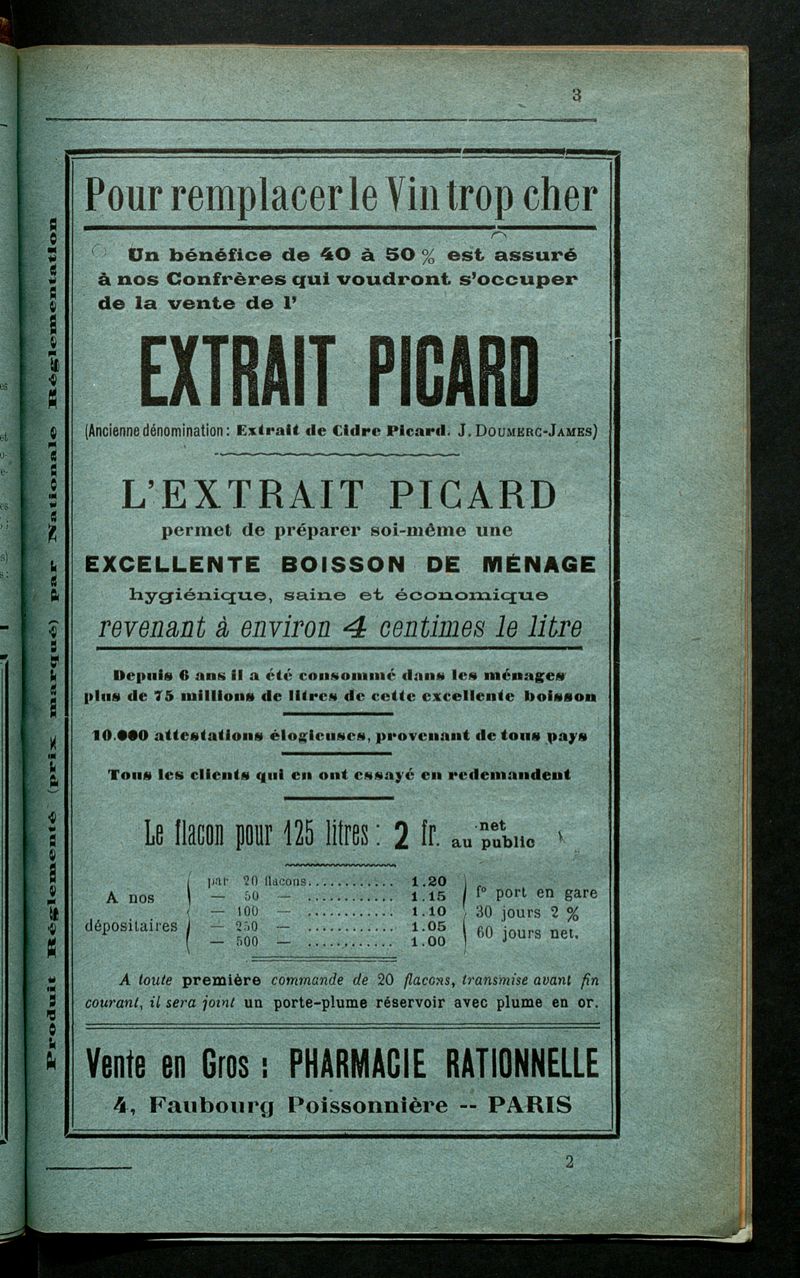 3
Produit Réglementé (prix marqué) par Nationale Réglementation
Pour remplacer le Vin trop cher
Un bénéfice de 40 à 50 % est assuré
à nos Confrères qui voudront s'occuper
de la vente de l'
EXTRAIT PICARD
(Ancienne dénomination : Extrait de Cidre Picard. J. DOUMERC-JAMES)
L'EXTRAIT PICARD
permet de préparer soi-même une
EXCELLENTE BOISSON DE MÉNAGE
hygiénique, saine et économique
revenant à environ 4 centimes le litre
Depuis 6 ans il a été consommé dans les ménages
plus de 75 millions de litres de cette excellente boisson
10.000 attestations élogieuses, provenant de tous pays
Tous les clients qui en ont essayé en redemandent
Le flacon pour 125 litres : 2 fr. au public net
A nos dépositaires
par 20 flacons............ 1.20
— 50 — ............ 1.15
— 100 — ............ 1.10
— 250 — ............ 1.05
— 500 — ............ 1.00
f° port en gare
30 jours 2 %
60 jours net.
A toute première commande de 20 flacons, transmise avant fin
courant, il sera joint un porte-plume réservoir avec plume en or.
Vente en Gros : PHARMACIE RATIONNELLE
4, Faubourg Poissonnière -- PARIS
2